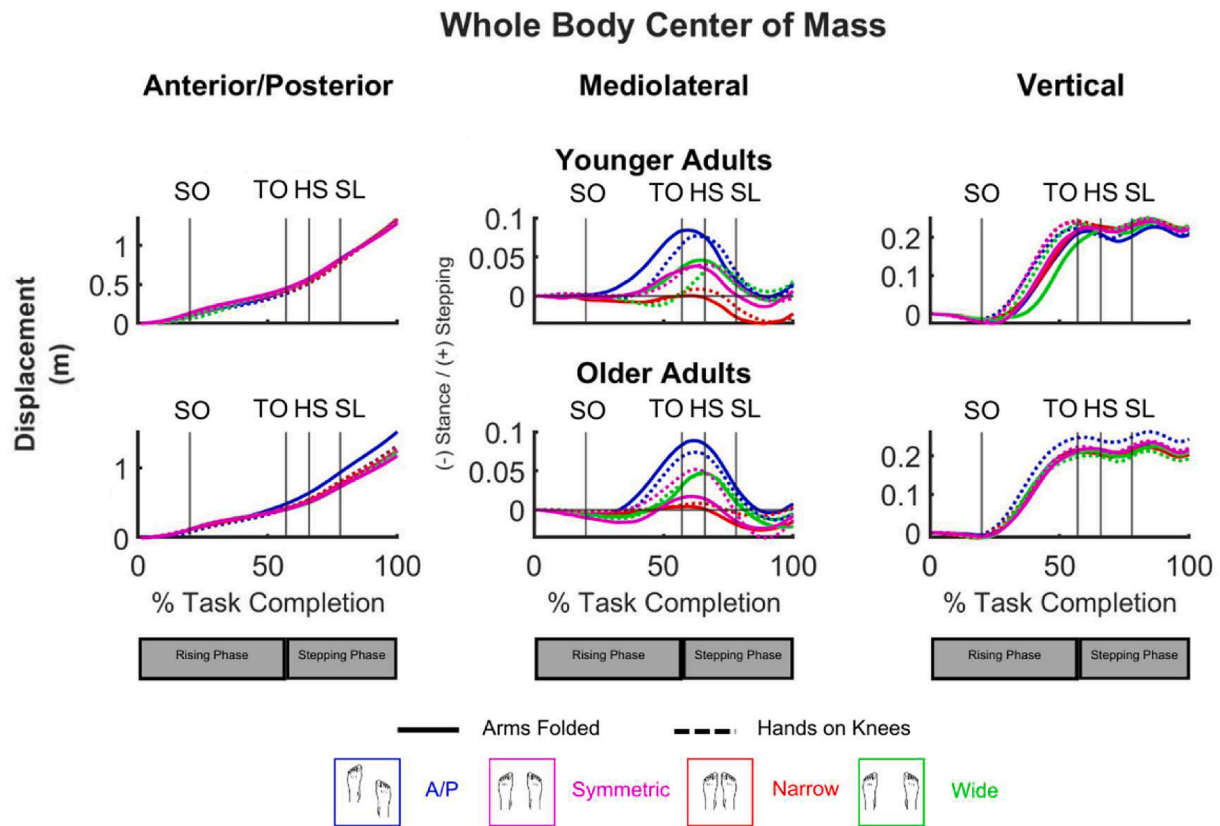 Whole Body Center of Mass
Anterior/Posterior Mediolateral Vertical
Younger Adults
SO TO HS SL SO TO HS SL SO TO HS SL
1 0.5 0
0.1 0.05 0
0.2 0.1 0
Displacement (m)
(-) Stance / (+) Stepping
Older Adults
SO TO HS SL SO TO HS SL SO TO HS SL
1 0
0.1 0.05 0
0.2 0.1 0
0 50 100 0 50 100 0 50 100
% Task Completion % Task Completion % Task Completion
Rising Phase Stepping Phase Rising Phase Stepping Phase Rising Phase Stepping Phase
Arms Folded Hands on Knees
A/P Symmetric Narrow Wide